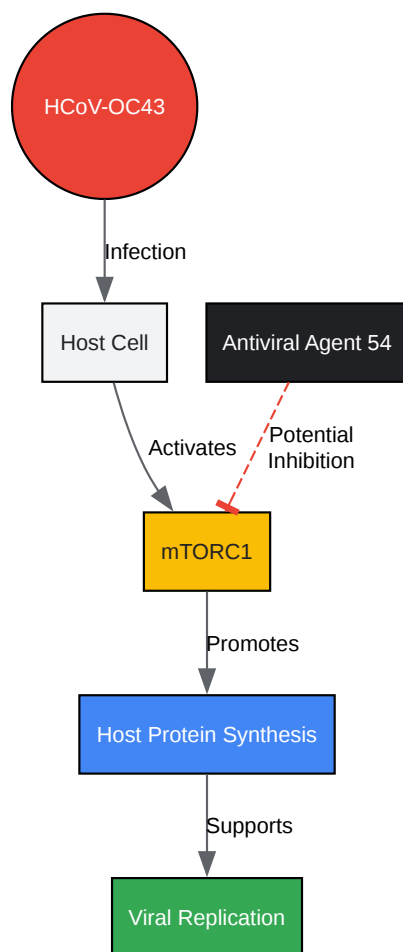 HCoV-OC43
Infection
Host Cell
Antiviral Agent 54
Activates
Potential
Inhibition
mTORC1
Promotes
Host Protein Synthesis
Supports
Viral Replication